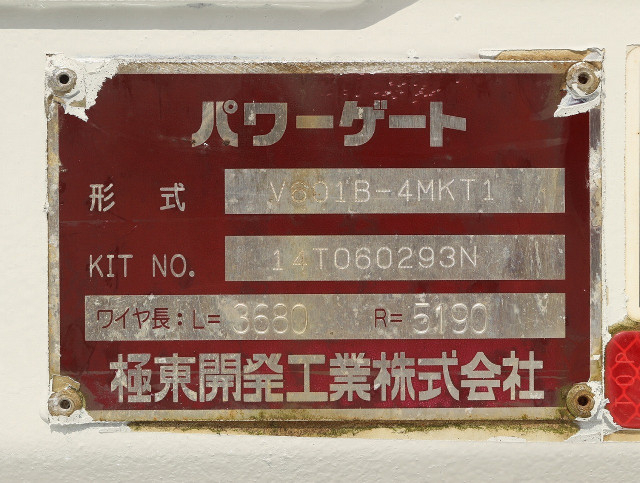 パワーゲート
形式 V601B-4MKT1
KIT NO. 14T060293N
ワイヤ長:L= 3680 R= 5190
極東開発工業株式会社